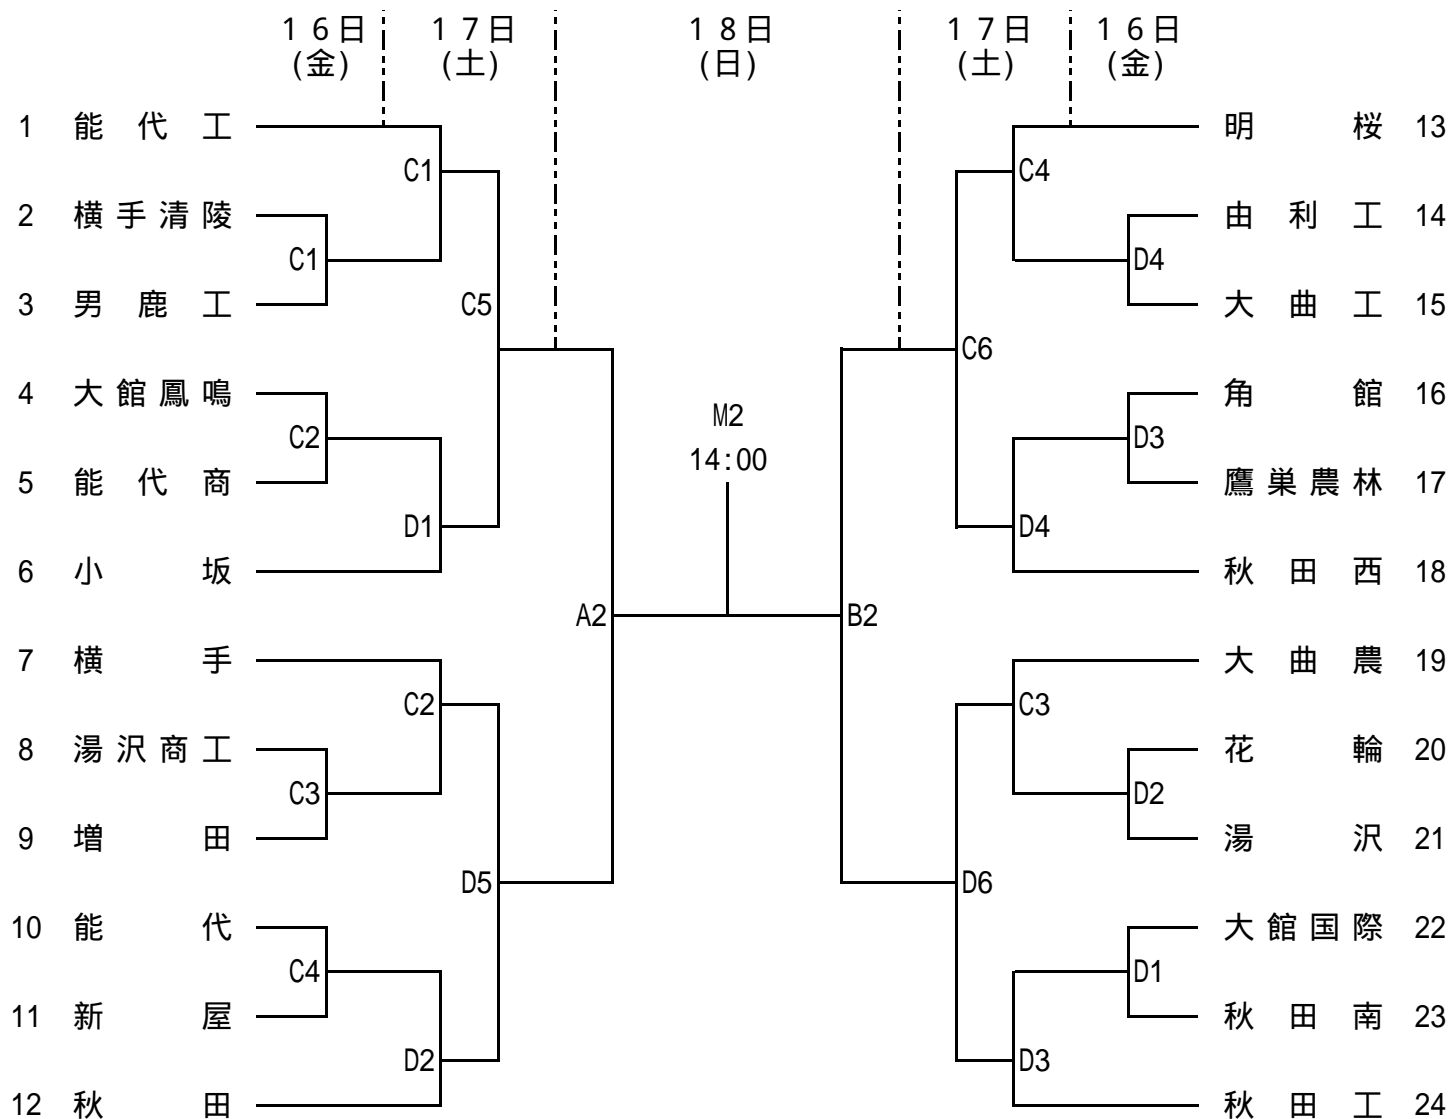 16日 17日 18日 17日 16日
(金) (土) (日) (土) (金)
1 能代工 明桜 13
C1 C4
2 横手清陵 由利工 14
C1 D4
3 男鹿工 C5 大曲工 15
C6
4 大館鳳鳴 角館 16
M2
C2 D3
14:00
5 能代商 鷹巣農林 17
D1 D4
6 小坂 秋田西 18
A2 B2
7 横手 大曲農 19
C2 C3
8 湯沢商工 花輪 20
C3 D2
9 増田 湯沢 21
D5 D6
10 能代 大館国際 22
C4 D1
11 新屋 秋田南 23
D2 D3
12 秋田 秋田工 24